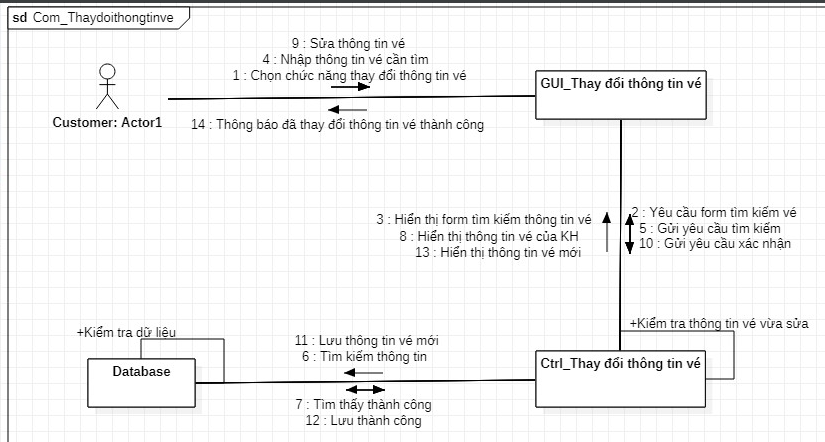 sd Com_Thaydoithongtinve
9 : Sửa thông tin vé
4 : Nhập thông tin vé cần tìm
1 : Chọn chức năng thay đổi thông tin vé
GUI_Thay đổi thông tin vé
Customer: Actor1
14 : Thông báo đã thay đổi thông tin vé thành công
3 : Hiển thị form tìm kiếm thông tin vé
8 : Hiển thị thông tin vé của KH
13 : Hiển thị thông tin vé mới
2 : Yêu cầu form tìm kiếm vé
5 : Gửi yêu cầu tìm kiếm
10 : Gửi yêu cầu xác nhận
+Kiểm tra dữ liệu
+Kiểm tra thông tin vé vừa sửa
11 : Lưu thông tin vé mới
6 : Tìm kiếm thông tin
Database
Ctrl_Thay đổi thông tin vé
7 : Tìm thấy thành công
12 : Lưu thành công